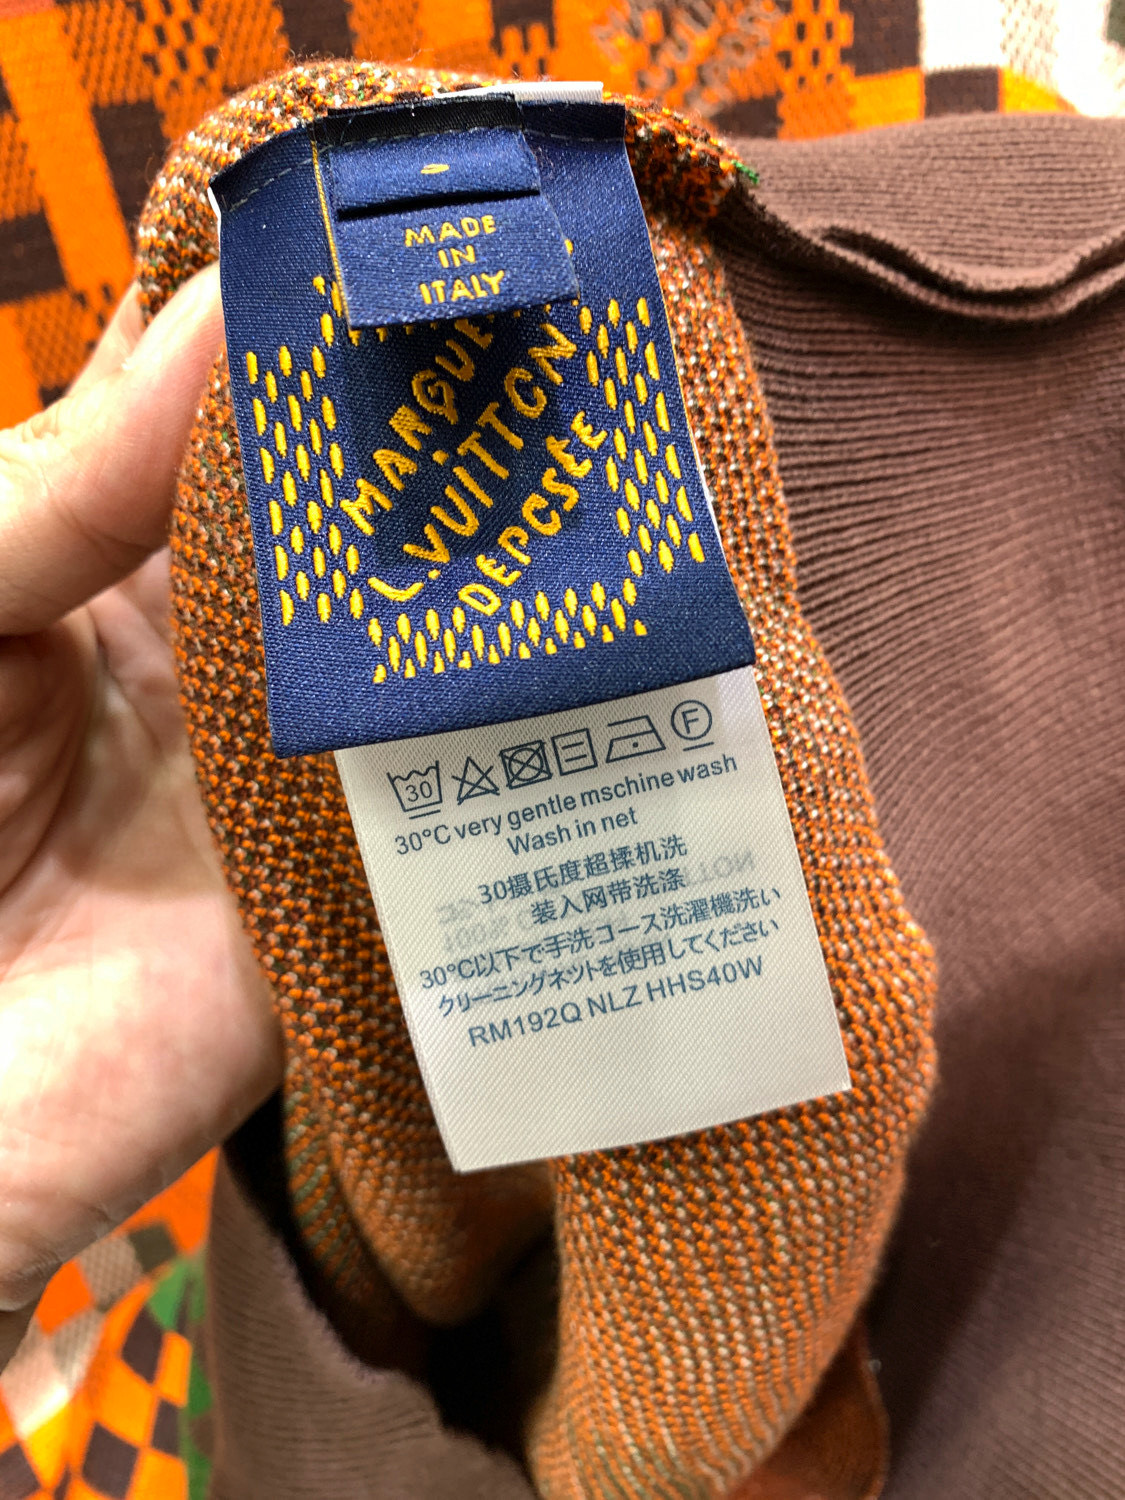 MADE
IN
ITALY
MARQUE
L.VUITTON
DEPOSEE
30
F
30°C very gentle mschine wash
Wash in net
30摄氏度超揉机洗
装入网带洗涤
30°C以下で手洗コース洗濯機洗い
クリーニングネットを使用してください
RM192Q NLZ HHS40W